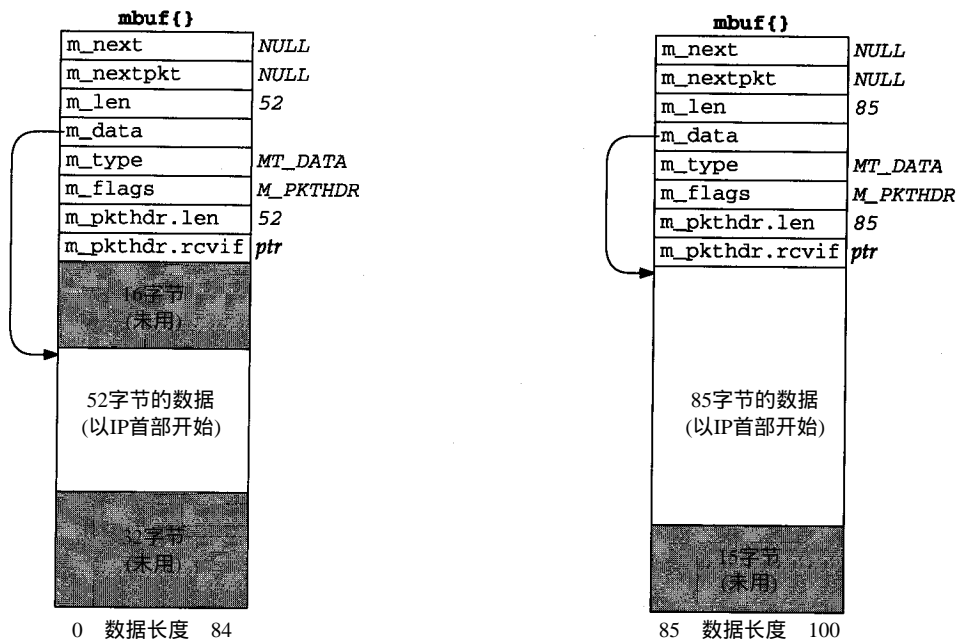 mbuf{}
m_next NULL
m_nextpkt NULL
m_len 52
m_data
m_type MT_DATA
m_flags M_PKTHDR
m_pkthdr.len 52
m_pkthdr.rcvif ptr
16字节
(未用)
52字节的数据
(以IP首部开始)
32字节
(未用)
0 数据长度 84
mbuf{}
m_next NULL
m_nextpkt NULL
m_len 85
m_data
m_type MT_DATA
m_flags M_PKTHDR
m_pkthdr.len 85
m_pkthdr.rcvif ptr
85字节的数据
(以IP首部开始)
15字节
(未用)
85 数据长度 100